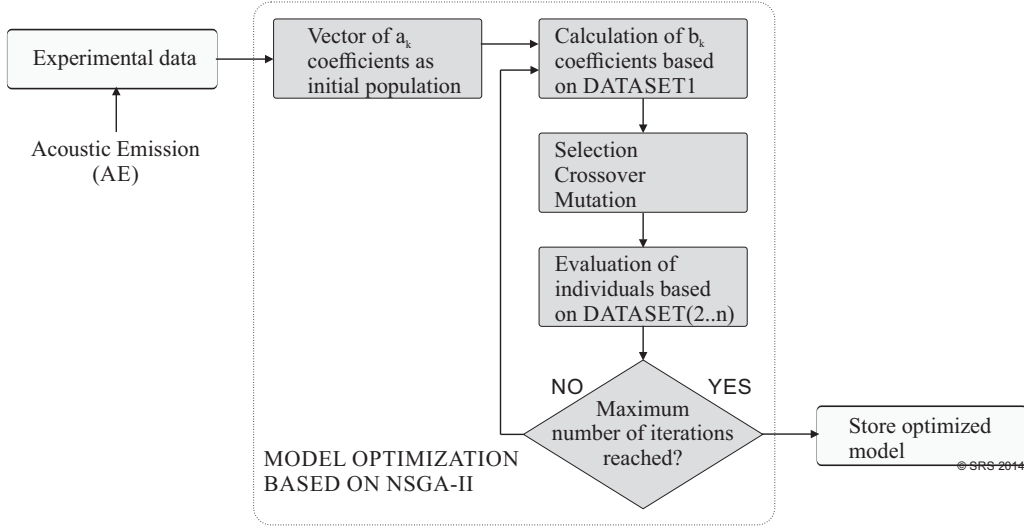 Experimental data
Acoustic Emission
(AE)
Vector of aₖ
coefficients as
initial population
Calculation of bₖ
coefficients based
on DATASET1
Selection
Crossover
Mutation
Evaluation of
individuals based
on DATASET(2..n)
NO
YES
Maximum
number of iterations
reached?
MODEL OPTIMIZATION
BASED ON NSGA-II
Store optimized
model
© SRS 2014